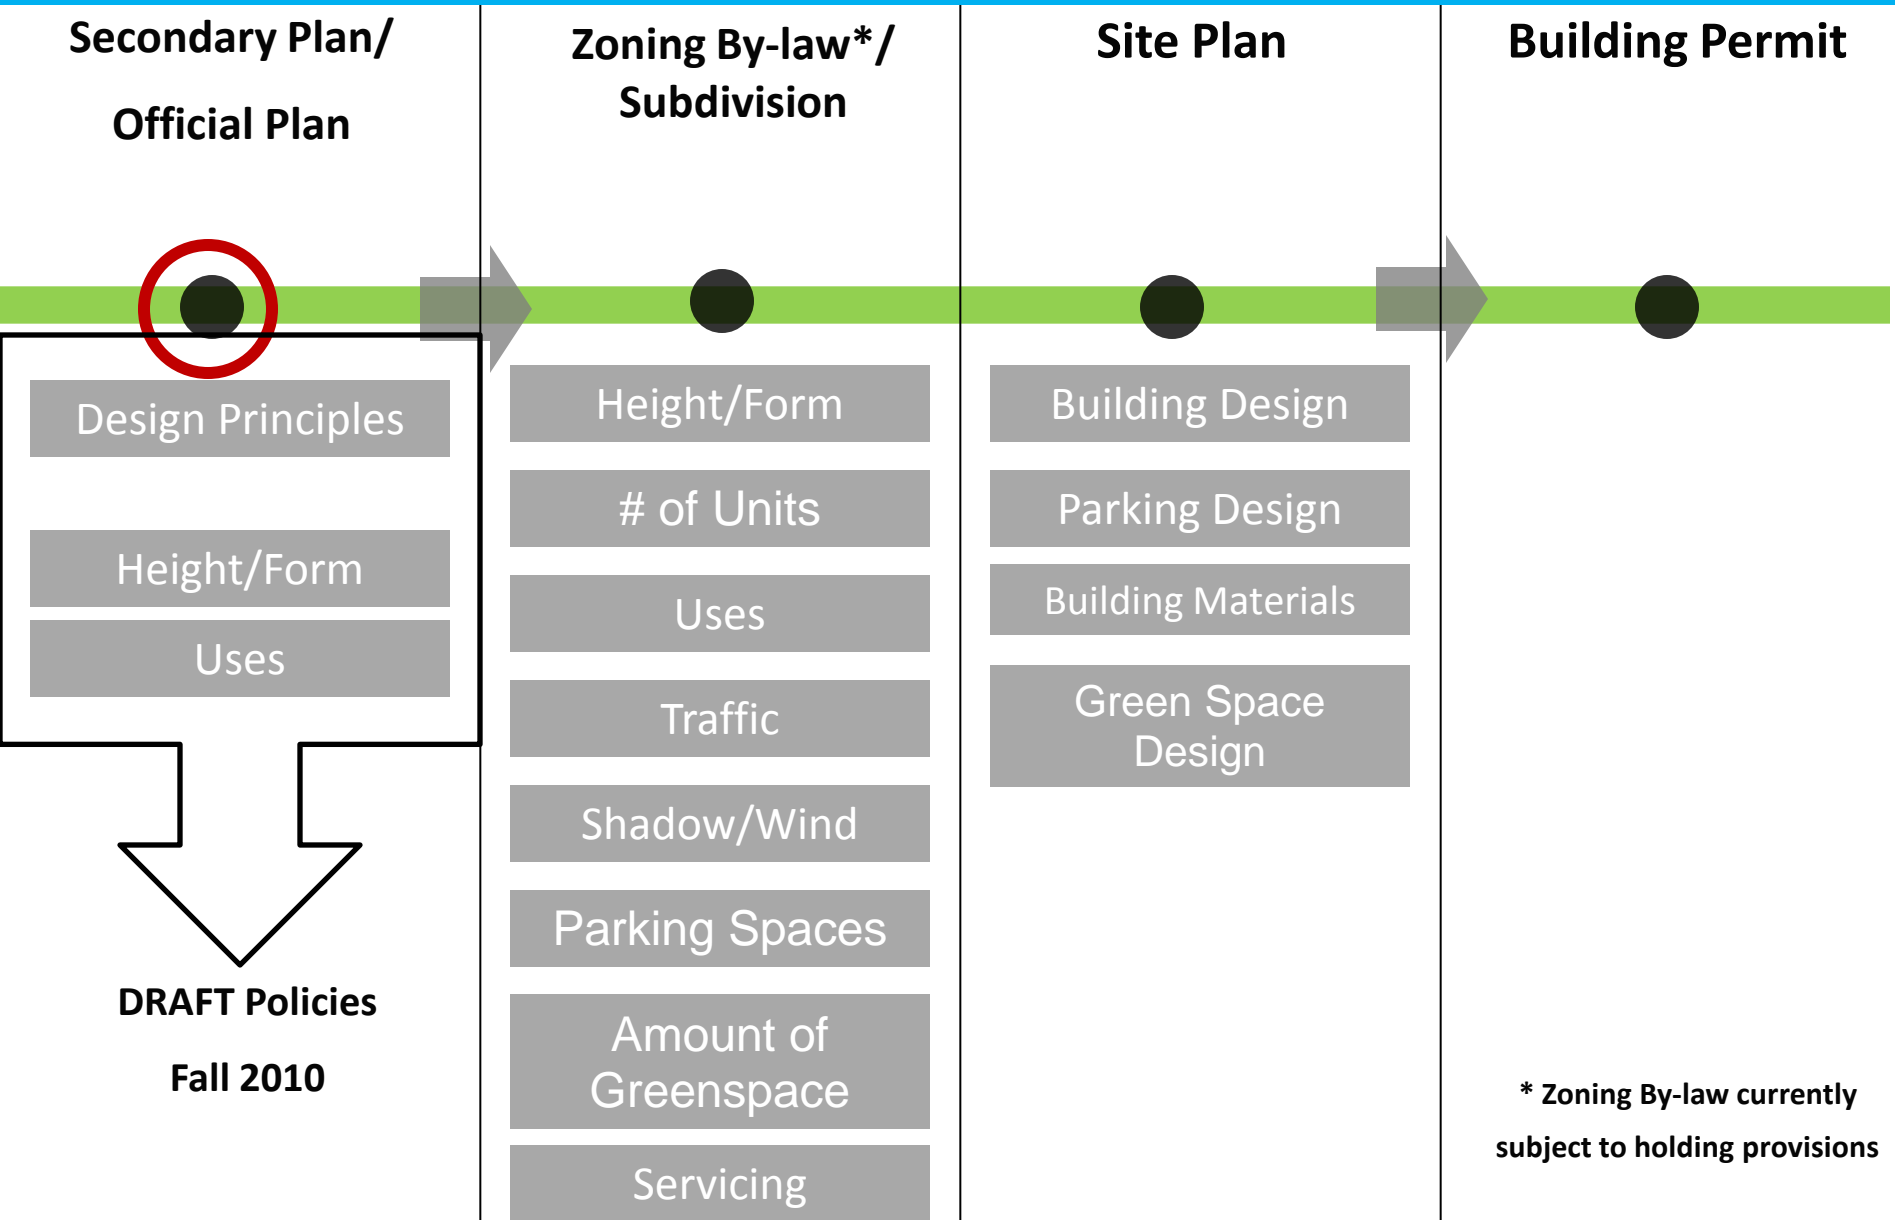 Secondary Plan/
Official Plan
Design Principles
Height/Form
Uses
DRAFT Policies
Fall 2010
Zoning By-law*/
Subdivision
Height/Form
# of Units
Uses
Traffic
Shadow/Wind
Parking Spaces
Amount of
Greenspace
Servicing
Site Plan
Building Design
Parking Design
Building Materials
Green Space
Design
Building Permit
* Zoning By-law currently
subject to holding provisions